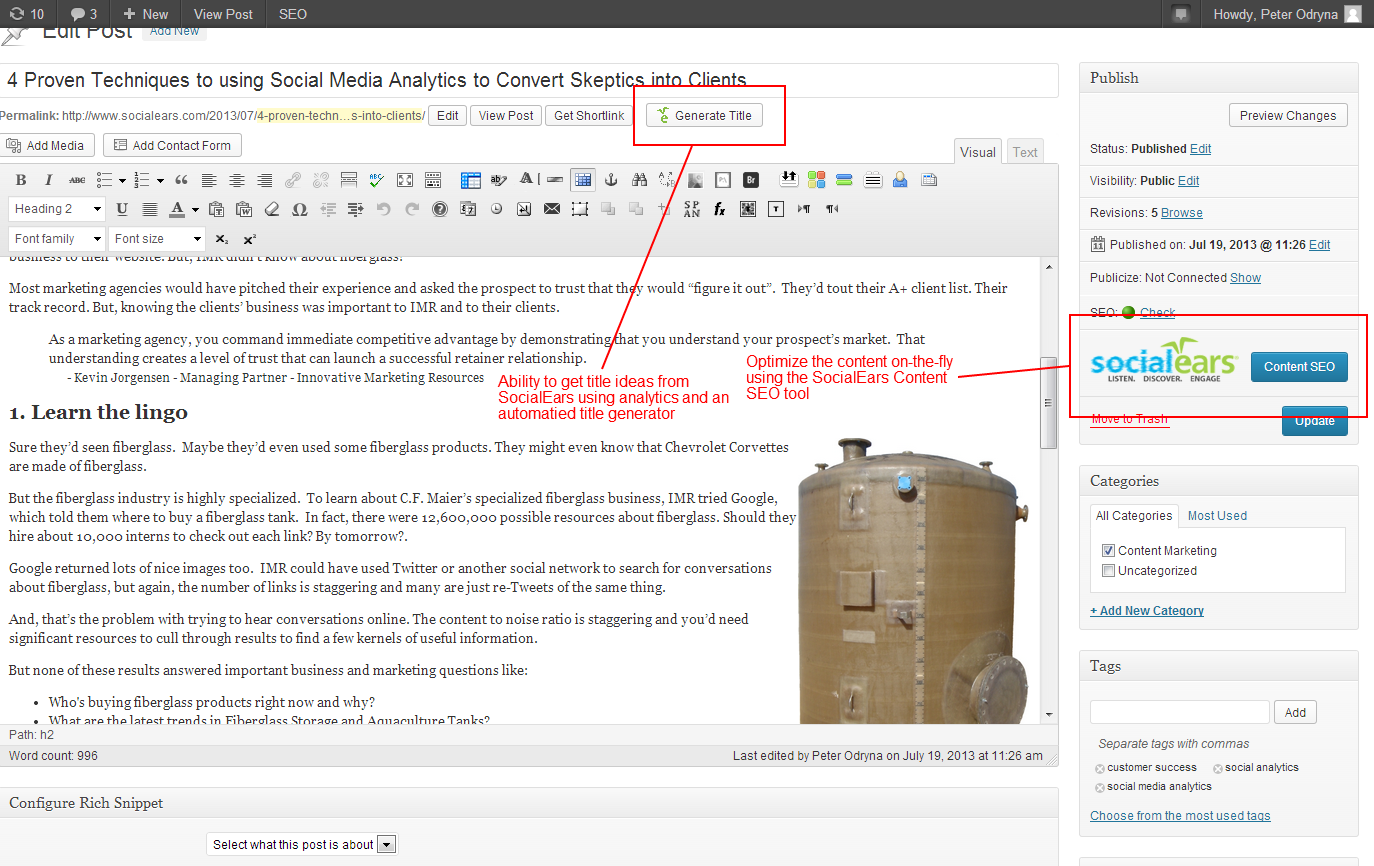 10 3 New View Post SEO Howdy, Peter Odryna
Edit Post Add New
4 Proven Techniques to using Social Media Analytics to Convert Skeptics into Clients
Permalink: http://www.socialears.com/2013/07/4-proven-techn…s-into-clients/ Edit View Post Get Shortlink Generate Title
Add Media Add Contact Form
Visual Text
B I ABC ABC Br
Heading 2 U A Ω ? SPAN fx T
Font family Font size x₂ x²
business to their website. But, IMR didn't know about fiberglass!
Most marketing agencies would have pitched their experience and asked the prospect to trust that they would “figure it out”. They’d tout their A+ client list. Their
track record. But, knowing the clients’ business was important to IMR and to their clients.
As a marketing agency, you command immediate competitive advantage by demonstrating that you understand your prospect’s market. That
understanding creates a level of trust that can launch a successful retainer relationship.
- Kevin Jorgensen - Managing Partner - Innovative Marketing Resources
Ability to get title ideas from
SocialEars using analytics and an
automatied title generator
Optimize the content on-the-fly
using the SocialEars Content
SEO tool
1. Learn the lingo
Sure they’d seen fiberglass. Maybe they’d even used some fiberglass products. They might even know that Chevrolet Corvettes
are made of fiberglass.
But the fiberglass industry is highly specialized. To learn about C.F. Maier’s specialized fiberglass business, IMR tried Google,
which told them where to buy a fiberglass tank. In fact, there were 12,600,000 possible resources about fiberglass. Should they
hire about 10,000 interns to check out each link? By tomorrow?.
Google returned lots of nice images too. IMR could have used Twitter or another social network to search for conversations
about fiberglass, but again, the number of links is staggering and many are just re-Tweets of the same thing.
And, that’s the problem with trying to hear conversations online. The content to noise ratio is staggering and you’d need
significant resources to cull through results to find a few kernels of useful information.
But none of these results answered important business and marketing questions like:
• Who's buying fiberglass products right now and why?
• What are the latest trends in Fiberglass Storage and Aquaculture Tanks?
Path: h2
Word count: 996 Last edited by Peter Odryna on July 19, 2013 at 11:26 am
Configure Rich Snippet
Select what this post is about
Publish
Preview Changes
Status: Published Edit
Visibility: Public Edit
Revisions: 5 Browse
11 Published on: Jul 19, 2013 @ 11:26 Edit
Publicize: Not Connected Show
SEO: Check
socialears
LISTEN. DISCOVER. ENGAGE
Content SEO
Move to Trash Update
Categories
All Categories Most Used
Content Marketing
Uncategorized
+ Add New Category
Tags
Add
Separate tags with commas
customer success social analytics
social media analytics
Choose from the most used tags